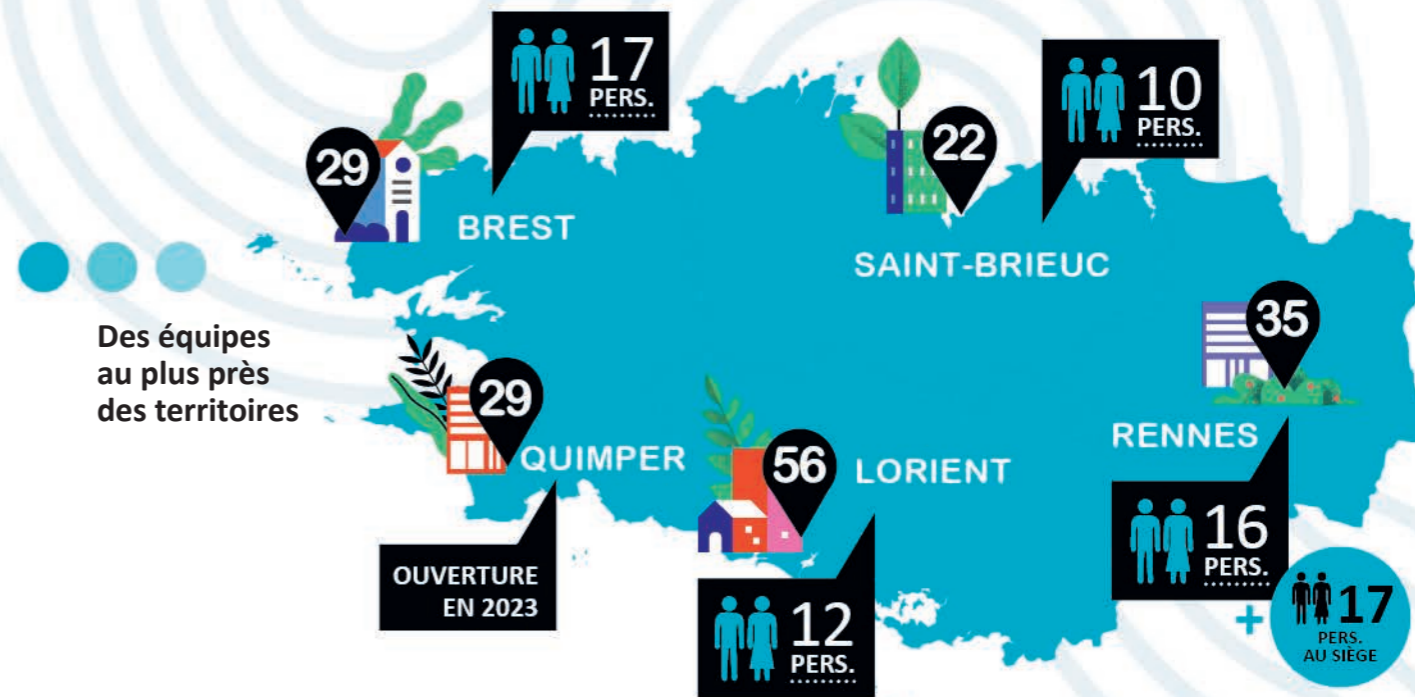 17
PERS.
10
PERS.
29
22
BREST
SAINT-BRIEUC
Des équipes
au plus près
des territoires
35
29
RENNES
QUIMPER
56
LORIENT
OUVERTURE
EN 2023
16
PERS.
12
PERS.
+
17
PERS.
AU SIÈGE